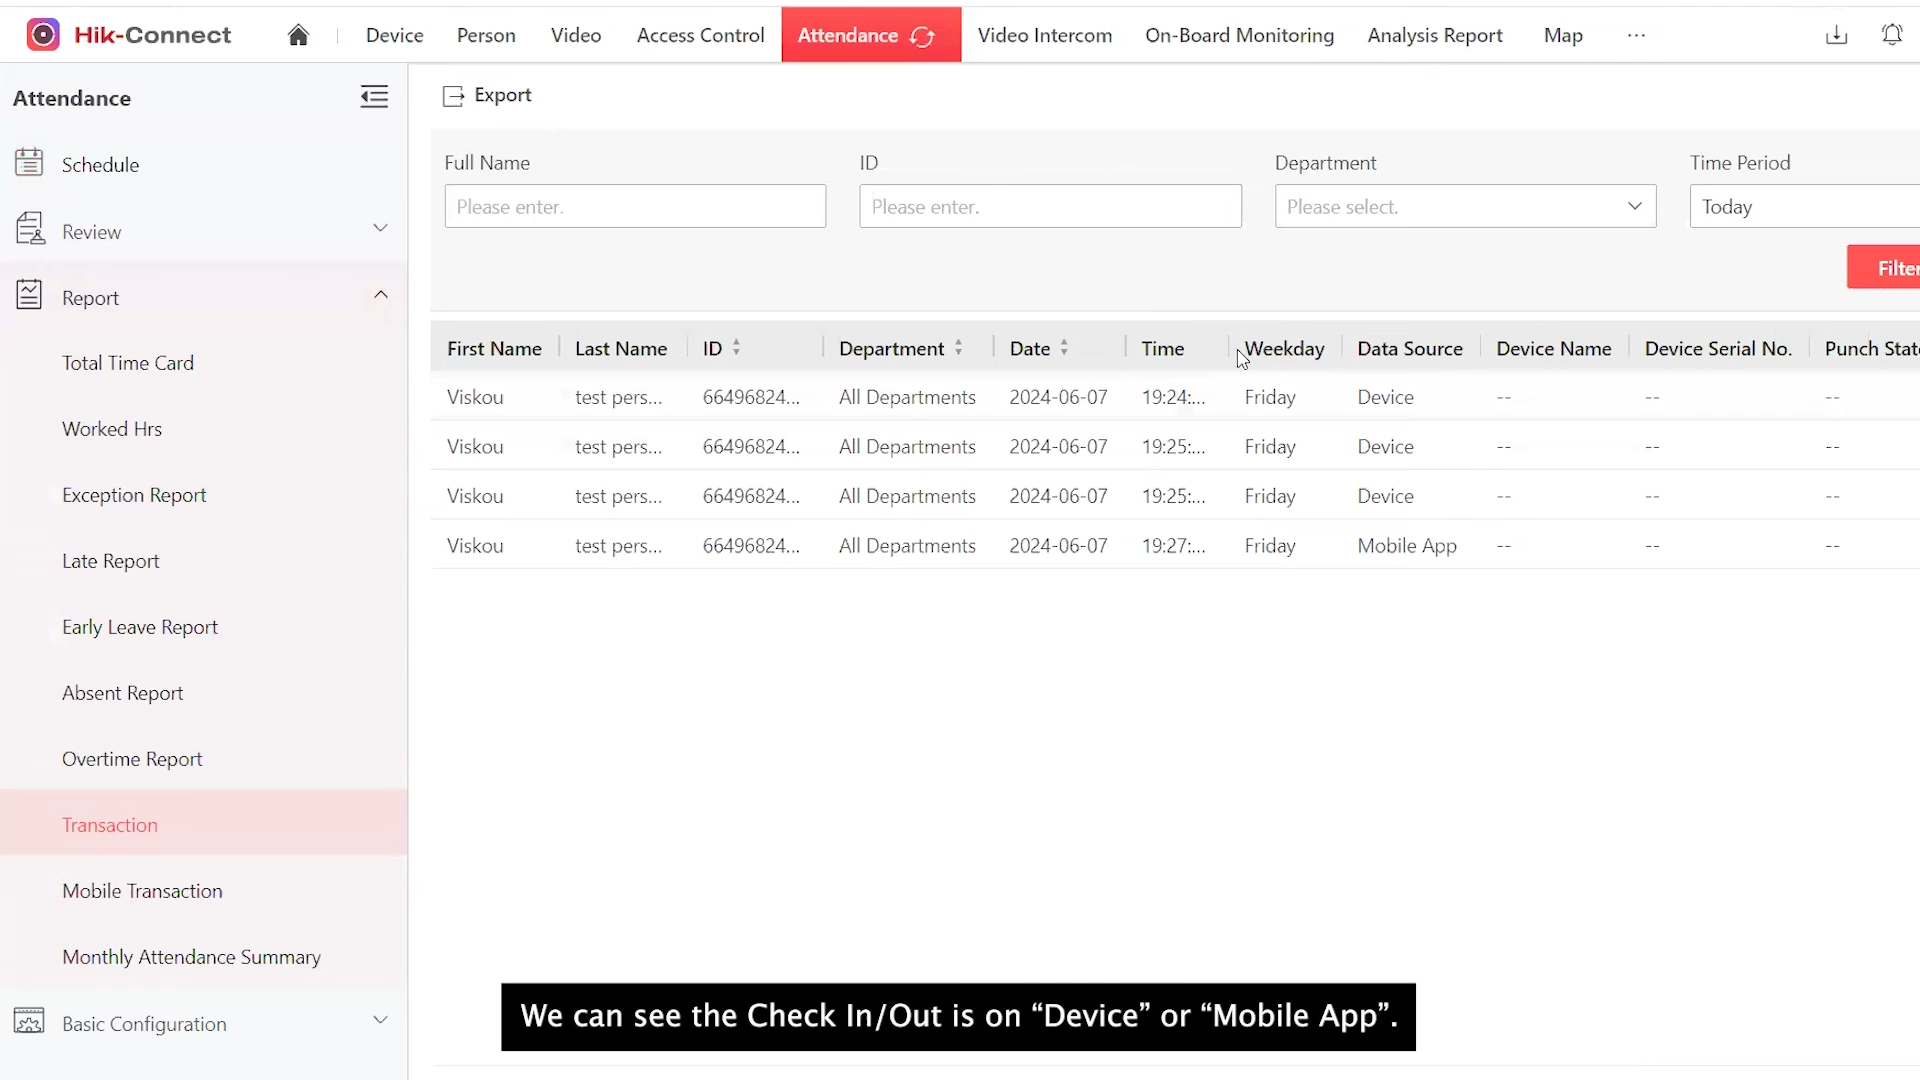 Hik-Connect
Device
Person
Video
Access Control
Attendance
Video Intercom
On-Board Monitoring
Analysis Report
Map
...
Attendance
Schedule
Review
Report
Total Time Card
Worked Hrs
Exception Report
Late Report
Early Leave Report
Absent Report
Overtime Report
Transaction
Mobile Transaction
Monthly Attendance Summary
Basic Configuration
Export
Full Name ID Department Time Period
Please enter. Please enter. Please select. Today
Filter
First Name Last Name ID Department Date Time Weekday Data Source Device Name Device Serial No. Punch State
Viskou test pers... 66496824... All Departments 2024-06-07 19:24:... Friday Device -- -- --
Viskou test pers... 66496824... All Departments 2024-06-07 19:25:... Friday Device -- -- --
Viskou test pers... 66496824... All Departments 2024-06-07 19:25:... Friday Device -- -- --
Viskou test pers... 66496824... All Departments 2024-06-07 19:27:... Friday Mobile App -- -- --
We can see the Check In/Out is on “Device” or “Mobile App”.